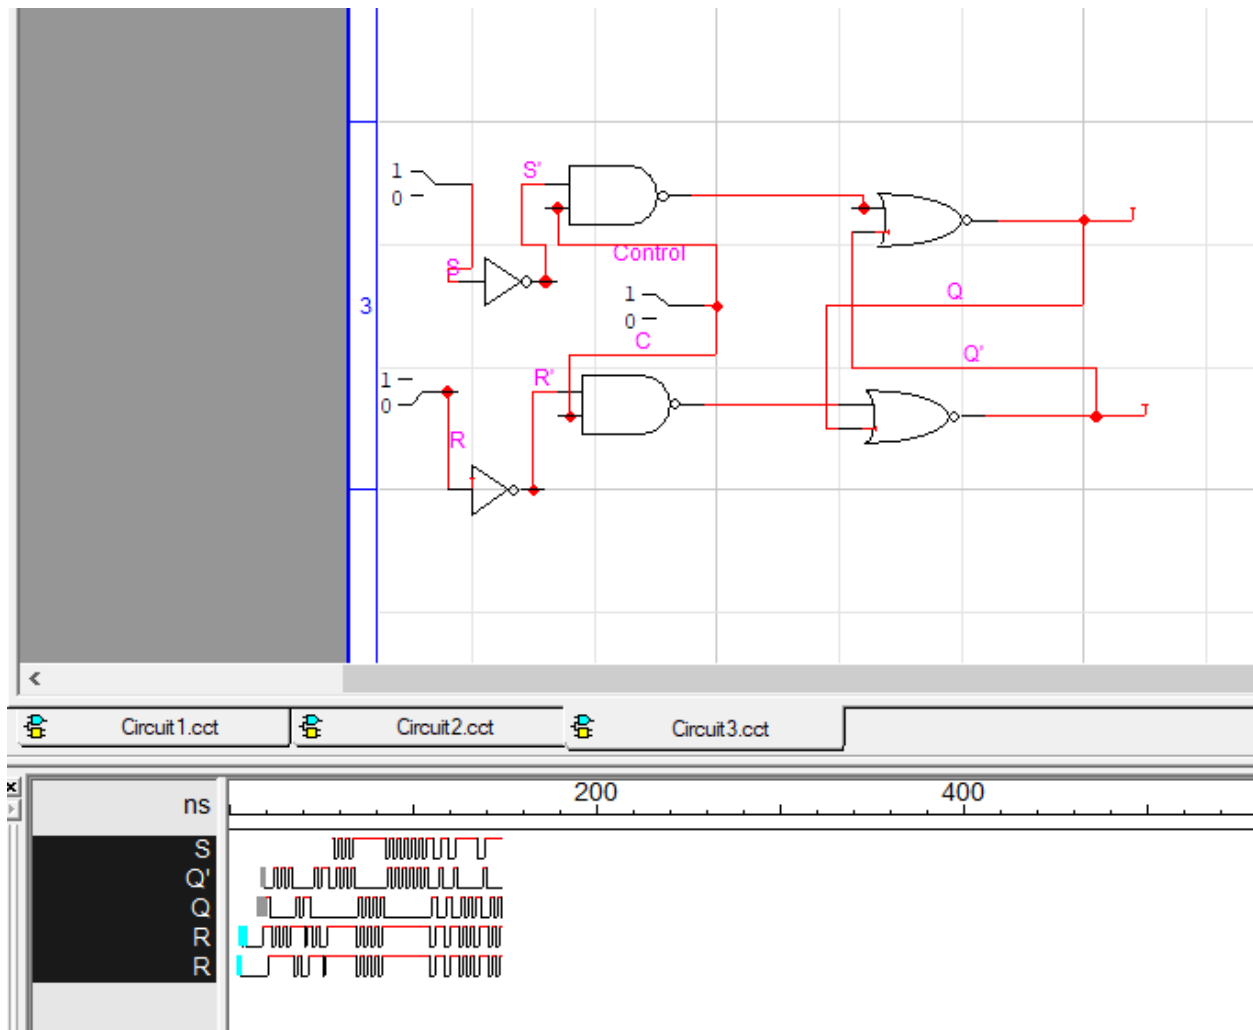 1
0
S'
S
Control
1
0
C
3
Q
Q'
1
0
R'
R
Circuit1.cct
Circuit2.cct
Circuit3.cct
ns
200
400
S
Q'
Q
R
R